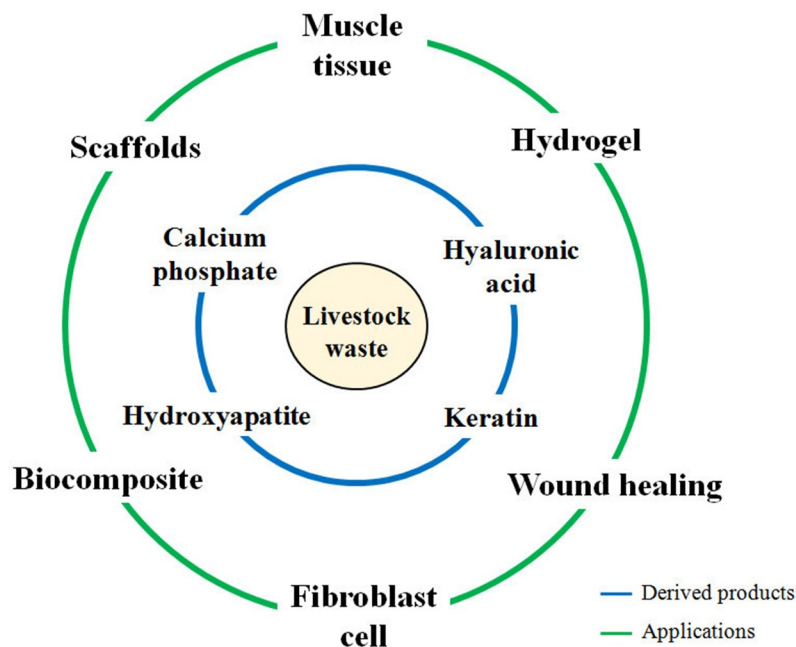 Muscle
tissue
Scaffolds
Hydrogel
Calcium
phosphate
Hyaluronic
acid
Livestock
waste
Hydroxyapatite
Keratin
Biocomposite
Wound healing
Fibroblast
cell
Derived products
Applications